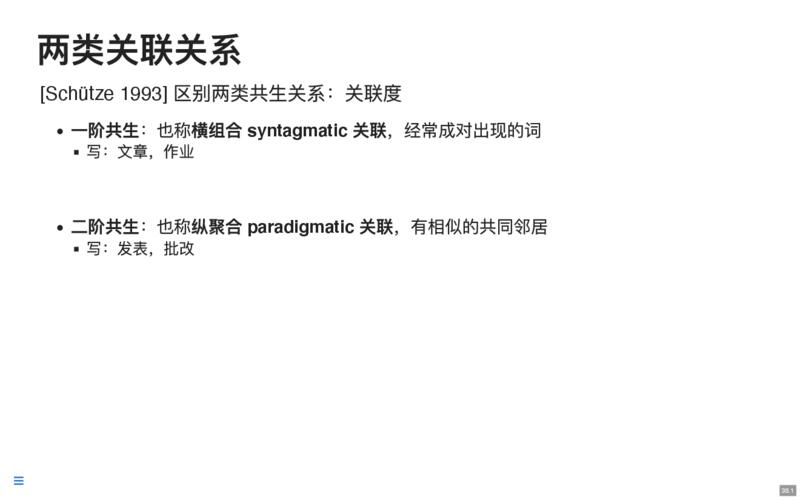 两类关联关系
[Schütze 1993] 区别两类共生关系：关联度
• 一阶共生：也称横组合 syntagmatic 关联，经常成对出现的词
▪ 写：文章，作业
• 二阶共生：也称纵聚合 paradigmatic 关联，有相似的共同邻居
▪ 写：发表，批改
35.1